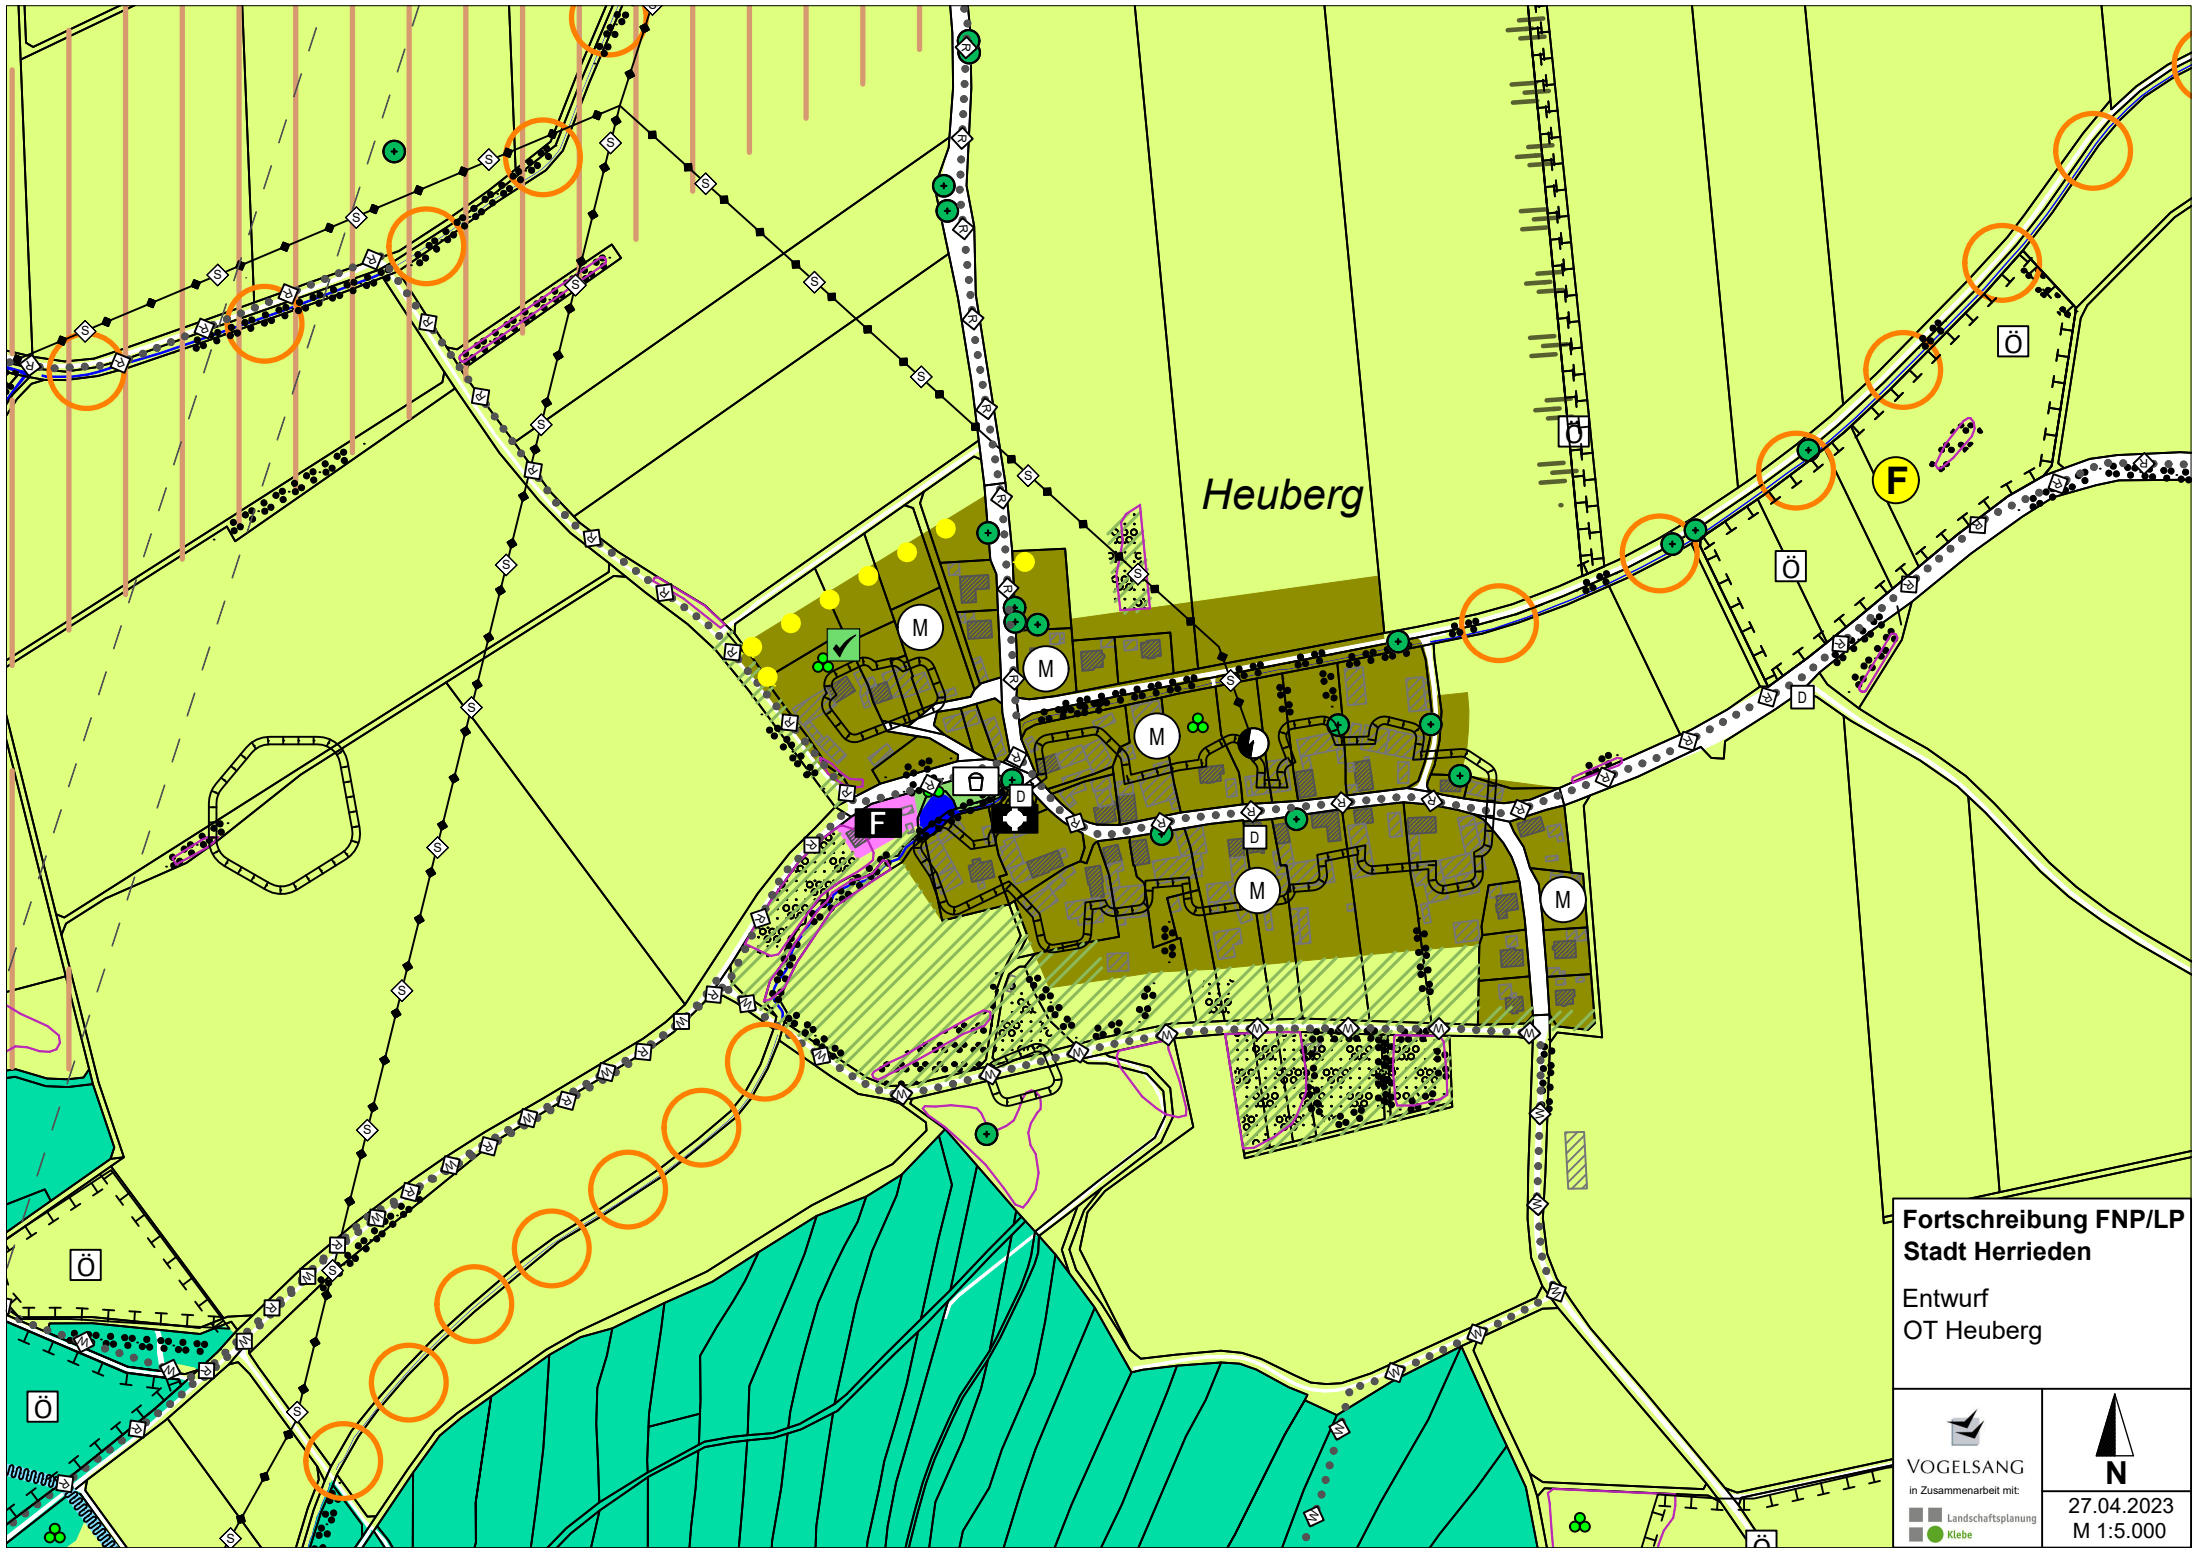 Heuberg
F
Ö
Ö
Ö
M
M
M
M
M
F
D
D
D
Ö
Ö
Ö
Fortschreibung FNP/LP
Stadt Herrieden
Entwurf
OT Heuberg
VOGELSANG
in Zusammenarbeit mit:
Landschaftsplanung
Klebe
N
27.04.2023
M 1:5.000